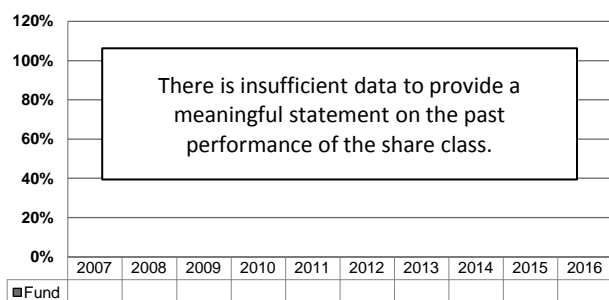 120%
100%
80%
60%
40%
20%
0%
There is insufficient data to provide a
meaningful statement on the past
performance of the share class.
2007 2008 2009 2010 2011 2012 2013 2014 2015 2016
Fund